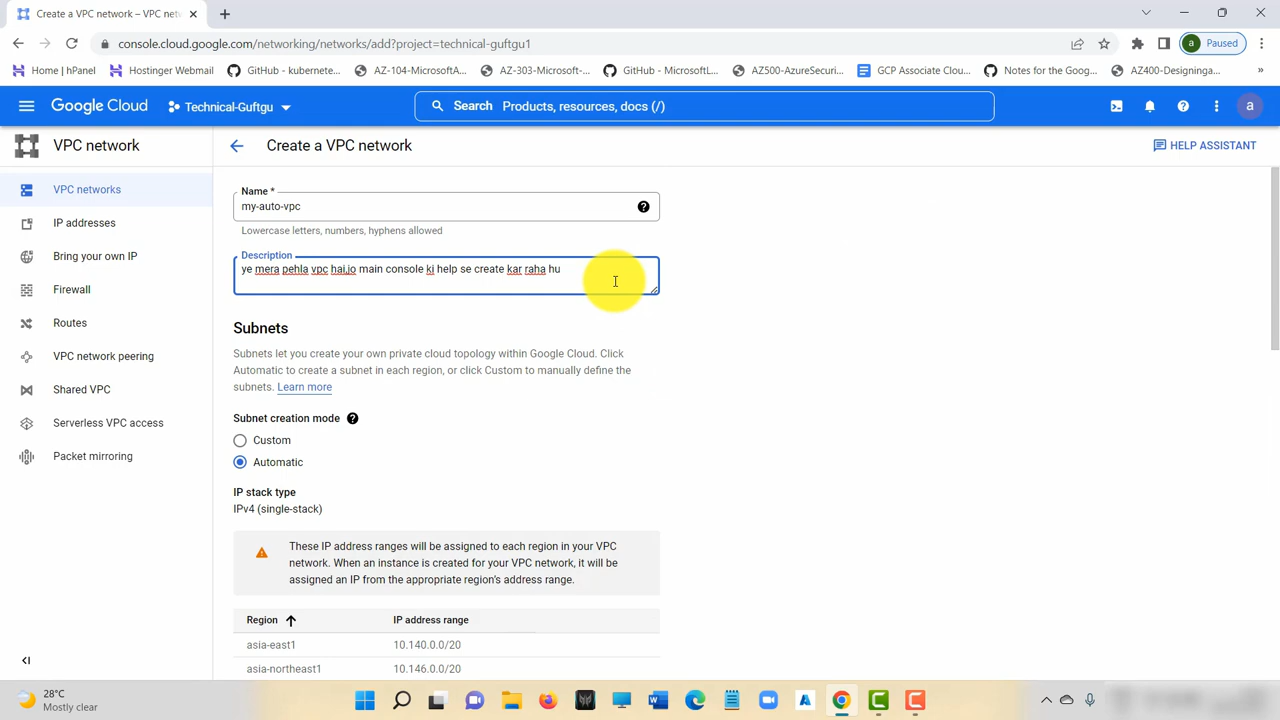 Create a VPC network – VPC net
console.cloud.google.com/networking/networks/add?project=technical-guftgu1
a
Paused
Home | hPanel
Hostinger Webmail
GitHub - kubernete...
AZ-104-MicrosoftA...
AZ-303-Microsoft-...
GitHub - MicrosoftL...
AZ500-AzureSecuri...
GCP Associate Clou...
Notes for the Goog...
AZ400-Designinga...
»
Google Cloud
Technical-Guftgu
Search Products, resources, docs (/)
a
VPC network
Create a VPC network
HELP ASSISTANT
VPC networks
IP addresses
Bring your own IP
Firewall
Routes
VPC network peering
Shared VPC
Serverless VPC access
Packet mirroring
Name *
my-auto-vpc
Lowercase letters, numbers, hyphens allowed
Description
ye mera pehla vpc hai,jo main console ki help se create kar raha hu
Subnets
Subnets let you create your own private cloud topology within Google Cloud. Click
Automatic to create a subnet in each region, or click Custom to manually define the
subnets. Learn more
Subnet creation mode
Custom
Automatic
IP stack type
IPv4 (single-stack)
These IP address ranges will be assigned to each region in your VPC
network. When an instance is created for your VPC network, it will be
assigned an IP from the appropriate region's address range.
Region IP address range
asia-east1 10.140.0.0/20
asia-northeast1 10.146.0.0/20
28°C
Mostly clear